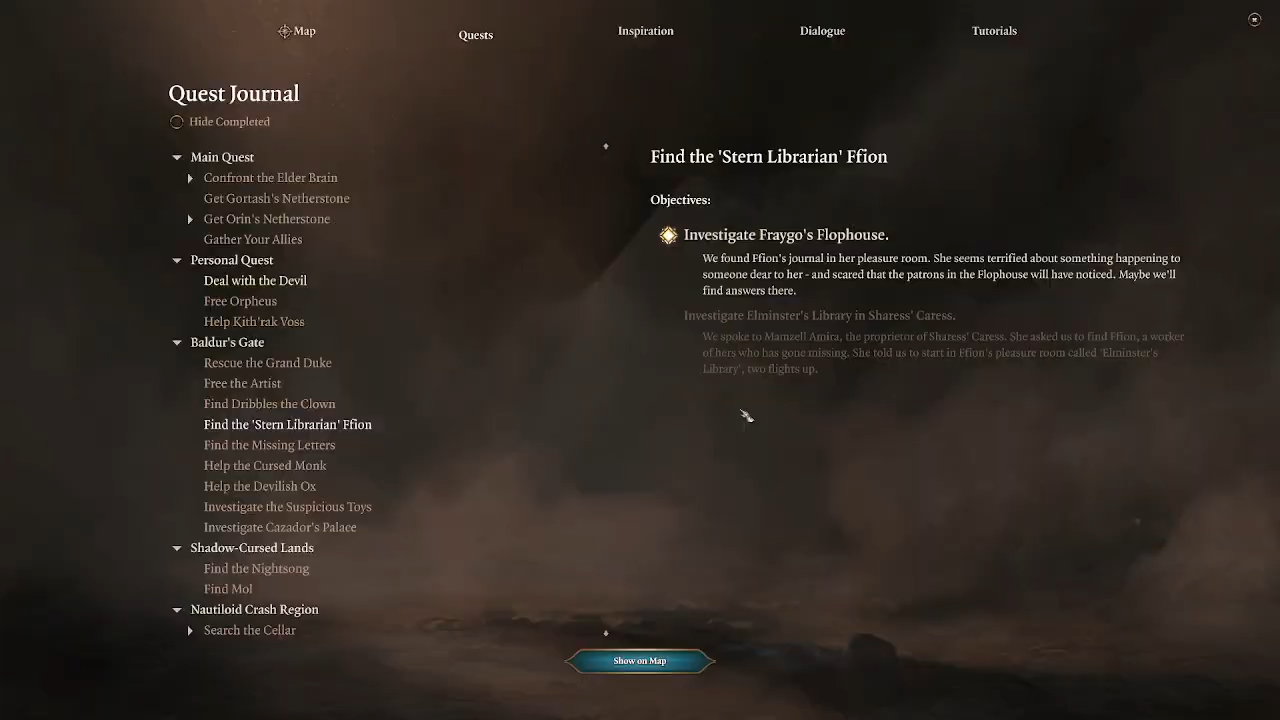 Map
Quests
Inspiration
Dialogue
Tutorials
Quest Journal
Hide Completed
Main Quest
Confront the Elder Brain
Get Gortash's Netherstone
Get Orin's Netherstone
Gather Your Allies
Personal Quest
Deal with the Devil
Free Orpheus
Help Kith'rak Voss
Baldur's Gate
Rescue the Grand Duke
Free the Artist
Find Dribbles the Clown
Find the 'Stern Librarian' Ffion
Find the Missing Letters
Help the Cursed Monk
Help the Devilish Ox
Investigate the Suspicious Toys
Investigate Cazador's Palace
Shadow-Cursed Lands
Find the Nightsong
Find Mol
Nautiloid Crash Region
Search the Cellar
Find the 'Stern Librarian' Ffion
Objectives:
Investigate Fraygo's Flophouse.
We found Ffion's journal in her pleasure room. She seems terrified about something happening to
someone dear to her - and scared that the patrons in the Flophouse will have noticed. Maybe we'll
find answers there.
Investigate Elminster's Library in Sharess' Caress.
We spoke to Mamzell Amira, the proprietor of Sharess' Caress. She asked us to find Ffion, a worker
of hers who has gone missing. She told us to start in Ffion's pleasure room called 'Elminster's
Library', two flights up.
Show on Map